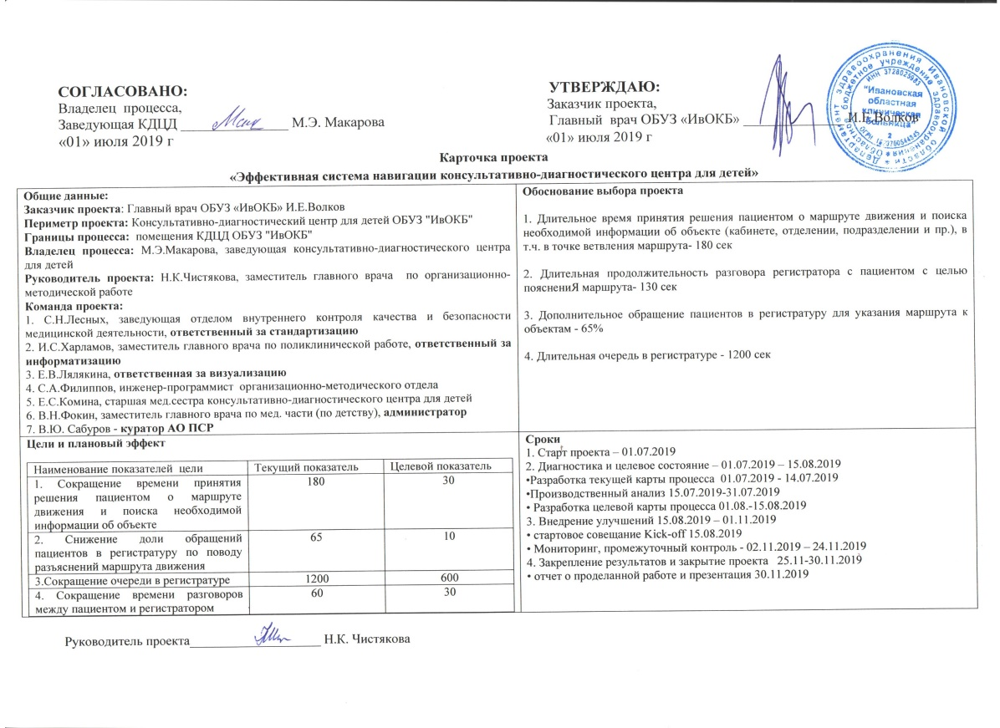 СОГЛАСОВАНО:
Владелец процесса,
Заведующая КДЦД _______________ М.Э. Макарова
«01» июля 2019 г
УТВЕРЖДАЮ:
Заказчик проекта,
Главный врач ОБУЗ «ИвОКБ» _______________ И.Е. Волков
«01» июля 2019 г
Департамент здравоохранения Ивановской области
ИНН 3728025983
"Ивановская
областная
клиническая
больница"
2
Карточка проекта
«Эффективная система навигации консультативно-диагностического центра для детей»
Общие данные:
Заказчик проекта: Главный врач ОБУЗ «ИвОКБ» И.Е.Волков
Периметр проекта: Консультативно-диагностический центр для детей ОБУЗ "ИвОКБ"
Границы процесса: помещения КДЦД ОБУЗ "ИвОКБ"
Владелец процесса: М.Э.Макарова, заведующая консультативно-диагностического центра
для детей
Руководитель проекта: Н.К.Чистякова, заместитель главного врача по организационно-
методической работе
Команда проекта:
1. С.Н.Лесных, заведующая отделом внутреннего контроля качества и безопасности
медицинской деятельности, ответственный за стандартизацию
2. И.С.Харламов, заместитель главного врача по поликлинической работе, ответственный за
информатизацию
3. Е.В.Лялякина, ответственная за визуализацию
4. С.А.Филиппов, инженер-программист организационно-методического отдела
5. Е.С.Комина, старшая мед.сестра консультативно-диагностического центра для детей
6. В.Н.Фокин, заместитель главного врача по мед. части (по детству), администратор
7. В.Ю. Сабуров - куратор АО ПСР
Обоснование выбора проекта
1. Длительное время принятия решения пациентом о маршруте движения и поиска
необходимой информации об объекте (кабинете, отделении, подразделении и пр.), в
т.ч. в точке ветвления маршрута- 180 сек
2. Длительная продолжительность разговора регистратора с пациентом с целью
пояснениЯ маршрута- 130 сек
3. Дополнительное обращение пациентов в регистратуру для указания маршрута к
объектам - 65%
4. Длительная очередь в регистратуре - 1200 сек
Цели и плановый эффект
Наименование показателей цели Текущий показатель Целевой показатель
1. Сокращение времени принятия 180 30
решения пациентом о маршруте
движения и поиска необходимой
информации об объекте
2. Снижение доли обращений 65 10
пациентов в регистратуру по поводу
разъяснений маршрута движения
3.Сокращение очереди в регистратуре 1200 600
4. Сокращение времени разговоров 60 30
между пациентом и регистратором
Сроки
1. Старт проекта – 01.07.2019
2. Диагностика и целевое состояние – 01.07.2019 – 15.08.2019
•Разработка текущей карты процесса 01.07.2019 - 14.07.2019
•Производственный анализ 15.07.2019-31.07.2019
• Разработка целевой карты процесса 01.08.-15.08.2019
3. Внедрение улучшений 15.08.2019 – 01.11.2019
• стартовое совещание Kick-off 15.08.2019
• Мониторинг, промежуточный контроль - 02.11.2019 – 24.11.2019
4. Закрепление результатов и закрытие проекта 25.11-30.11.2019
• отчет о проделанной работе и презентация 30.11.2019
Руководитель проекта___________________ Н.К. Чистякова